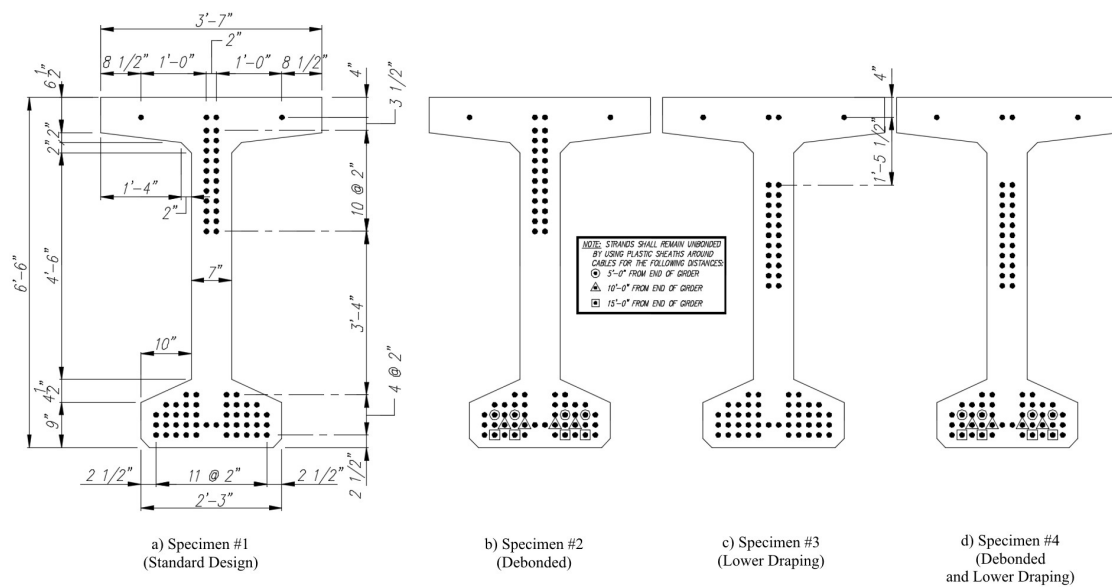 3'-7"
2"
8 1/2" 1'-0" 1'-0" 8 1/2"
6 1/2"
4"
3 1/2"
2" 2"
1'-4"
2"
10 @ 2"
6'-6"
4'-6"
7"
3'-4"
10"
4 1/2"
9"
4 @ 2"
2 1/2"
2 1/2" 11 @ 2" 2 1/2"
2'-3"
4"
1'-5 1/2"
NOTE: STRANDS SHALL REMAIN UNBONDED
BY USING PLASTIC SHEATHS AROUND
CABLES FOR THE FOLLOWING DISTANCES:
5'-0" FROM END OF GIRDER
10'-0" FROM END OF GIRDER
15'-0" FROM END OF GIRDER
a) Specimen #1
(Standard Design)
b) Specimen #2
(Debonded)
c) Specimen #3
(Lower Draping)
d) Specimen #4
(Debonded
and Lower Draping)